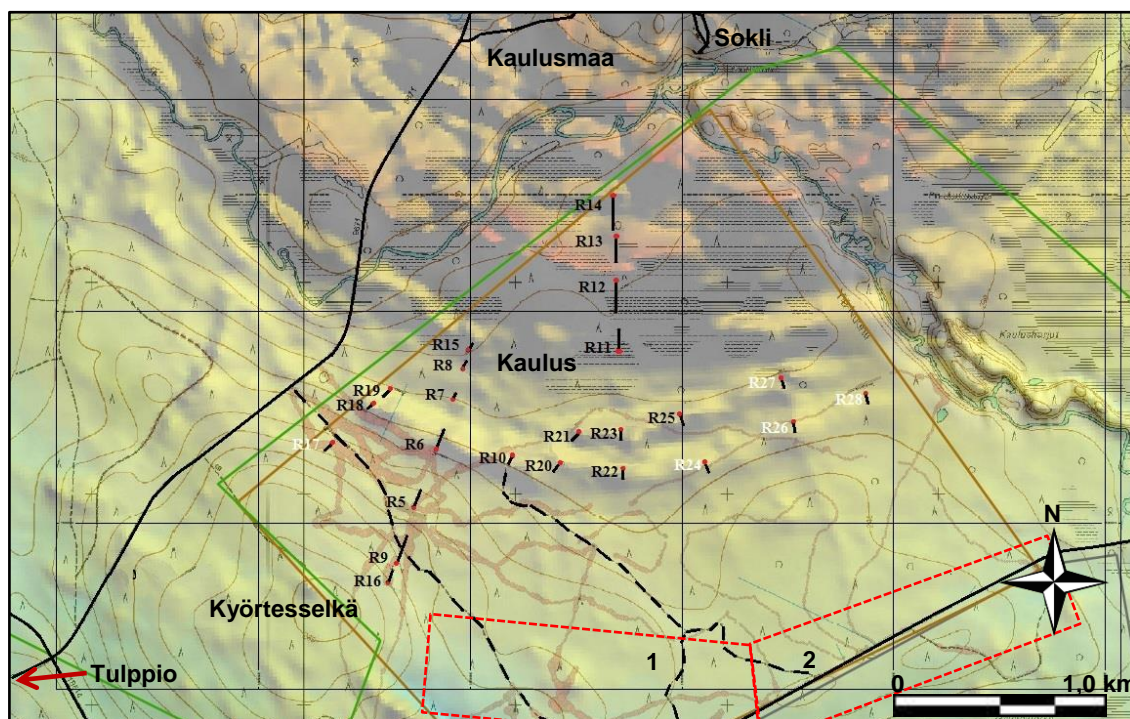 Sokli
Kaulusmaa
R14
R13
R12
R15
R11
Kaulus
R8
R27
R19
R7
R28
R18
R25
R17
R21
R23
R26
R6
R10
R20
R22
R24
R5
N
R9
R16
Kyörtesselkä
1
2
Tulppio
0
1,0 km
Kaulusharjut